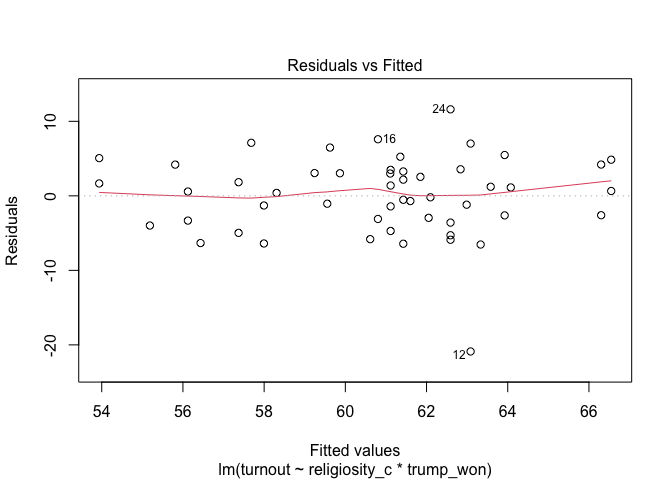 Residuals vs Fitted
24
16
12
10
0
-10
-20
Residuals
54 56 58 60 62 64 66
Fitted values
lm(turnout ~ religiosity_c * trump_won)